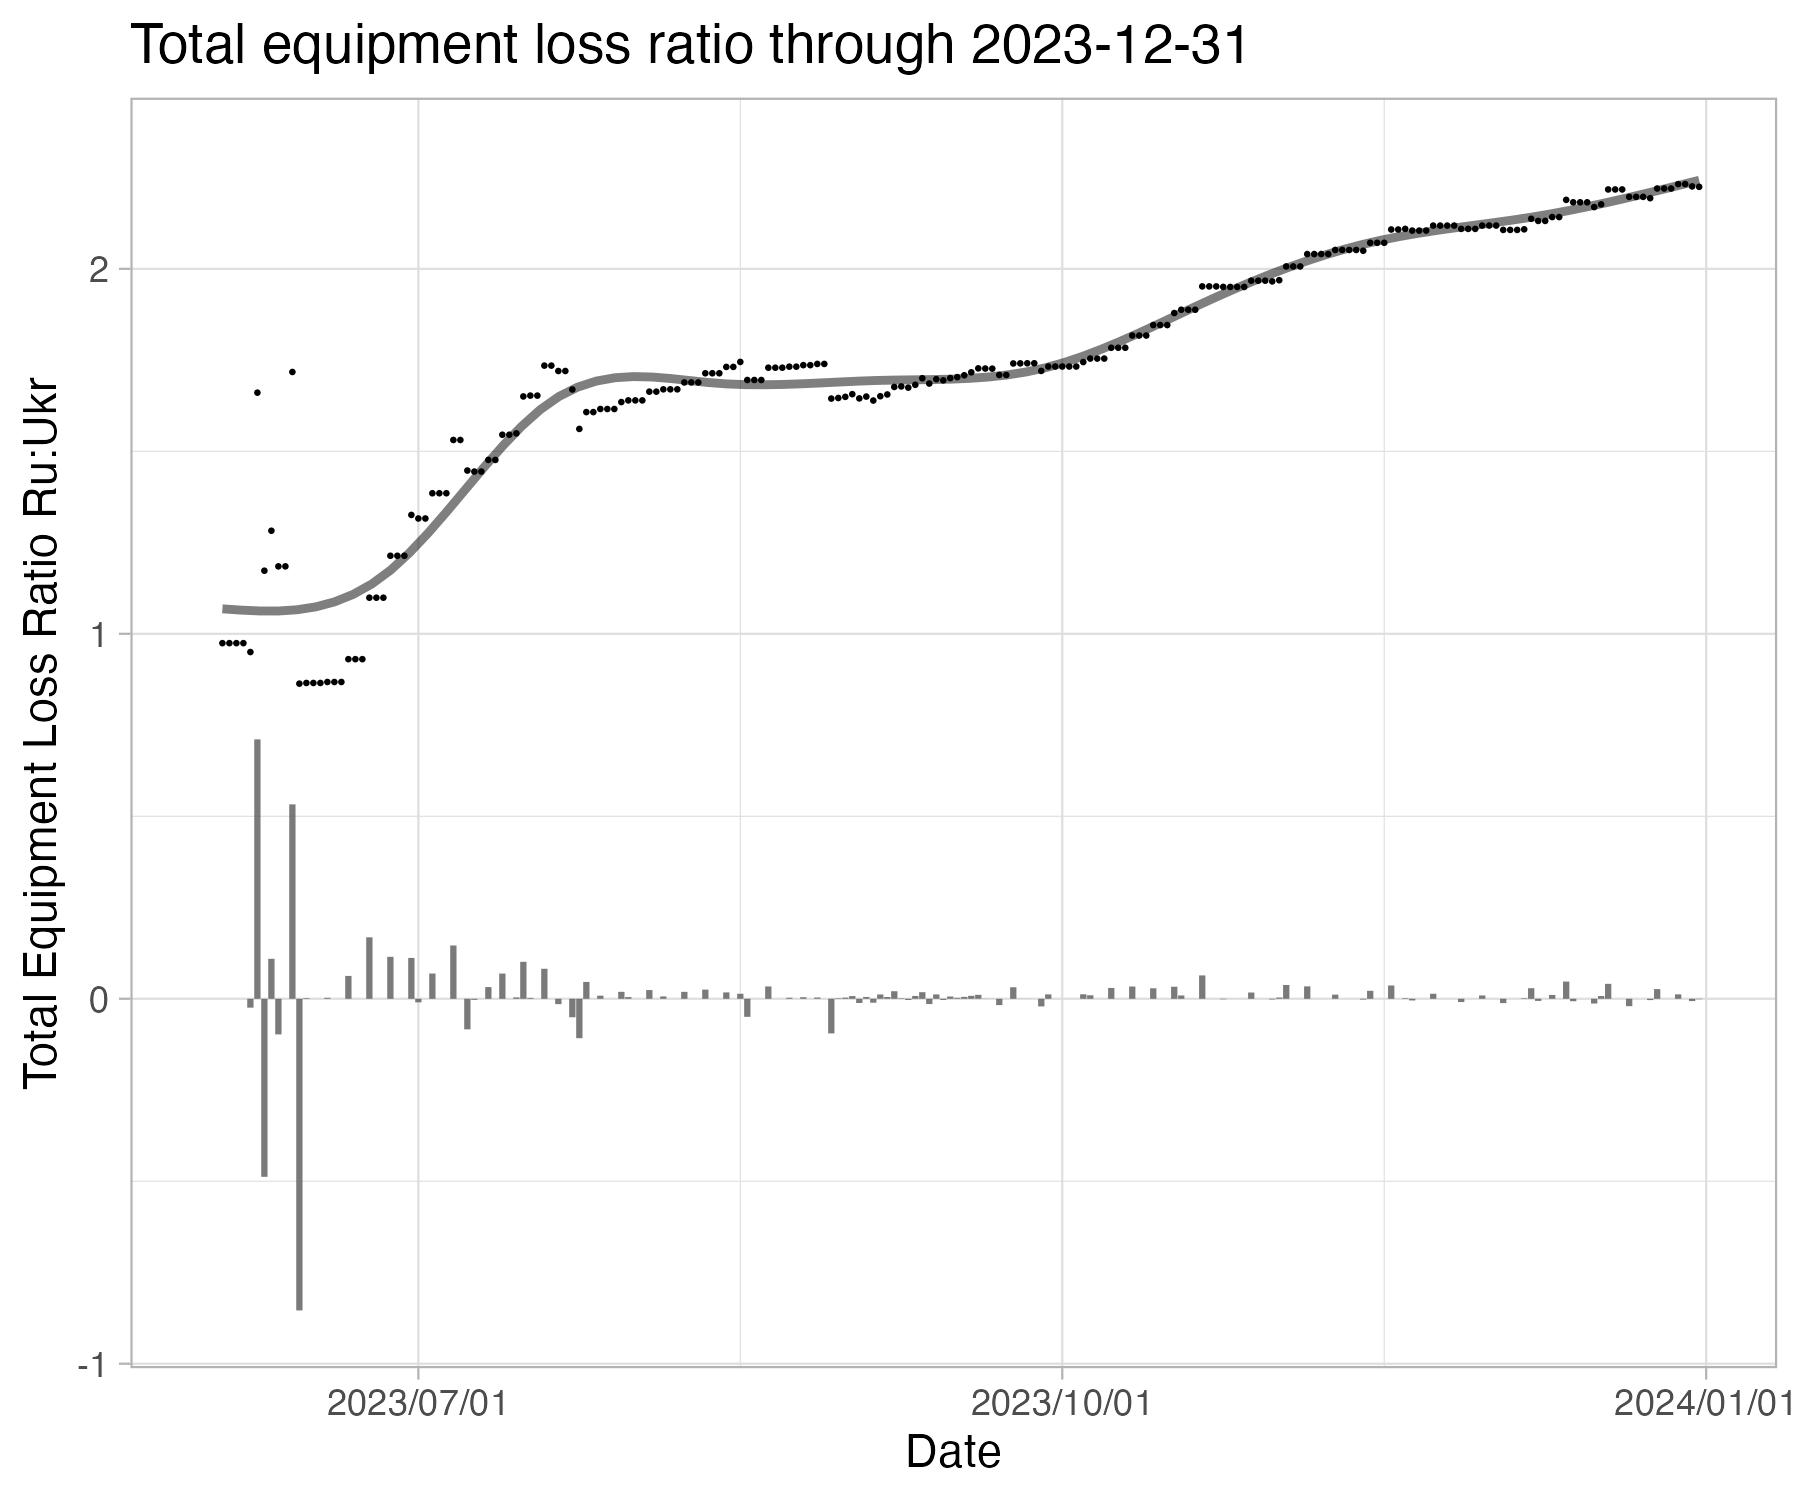 Total equipment loss ratio through 2023-12-31
Total Equipment Loss Ratio Ru:Ukr
2
1
0
-1
2023/07/01
2023/10/01
2024/01/01
Date